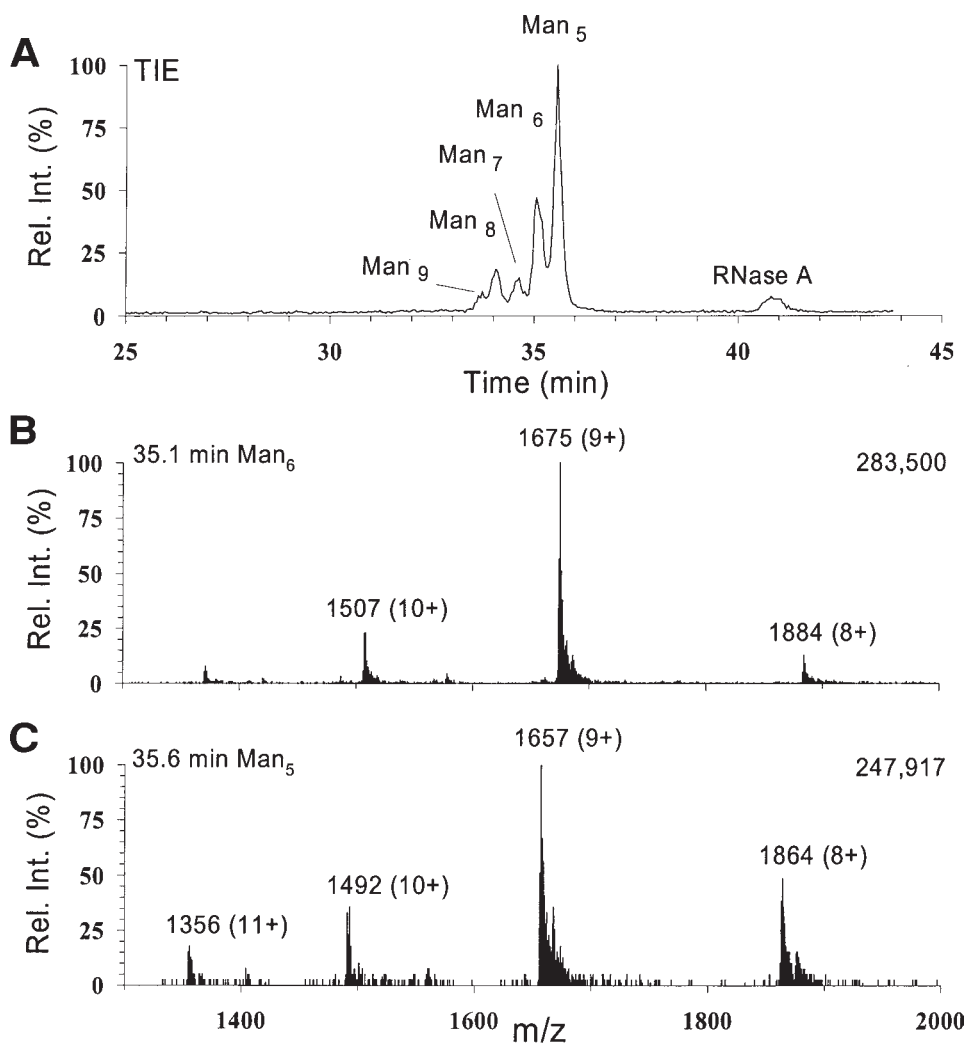 A
TIE
Rel. Int. (%)
100
75
50
25
0
Man 5
Man 6
Man 7
Man 8
Man 9
RNase A
25 30 35 40 45
Time (min)
B
35.1 min Man6
283,500
Rel. Int. (%)
100
75
50
25
0
1507 (10+)
1675 (9+)
1884 (8+)
C
35.6 min Man5
247,917
Rel. Int. (%)
100
75
50
25
0
1356 (11+)
1492 (10+)
1657 (9+)
1864 (8+)
1400 1600 1800 2000
m/z